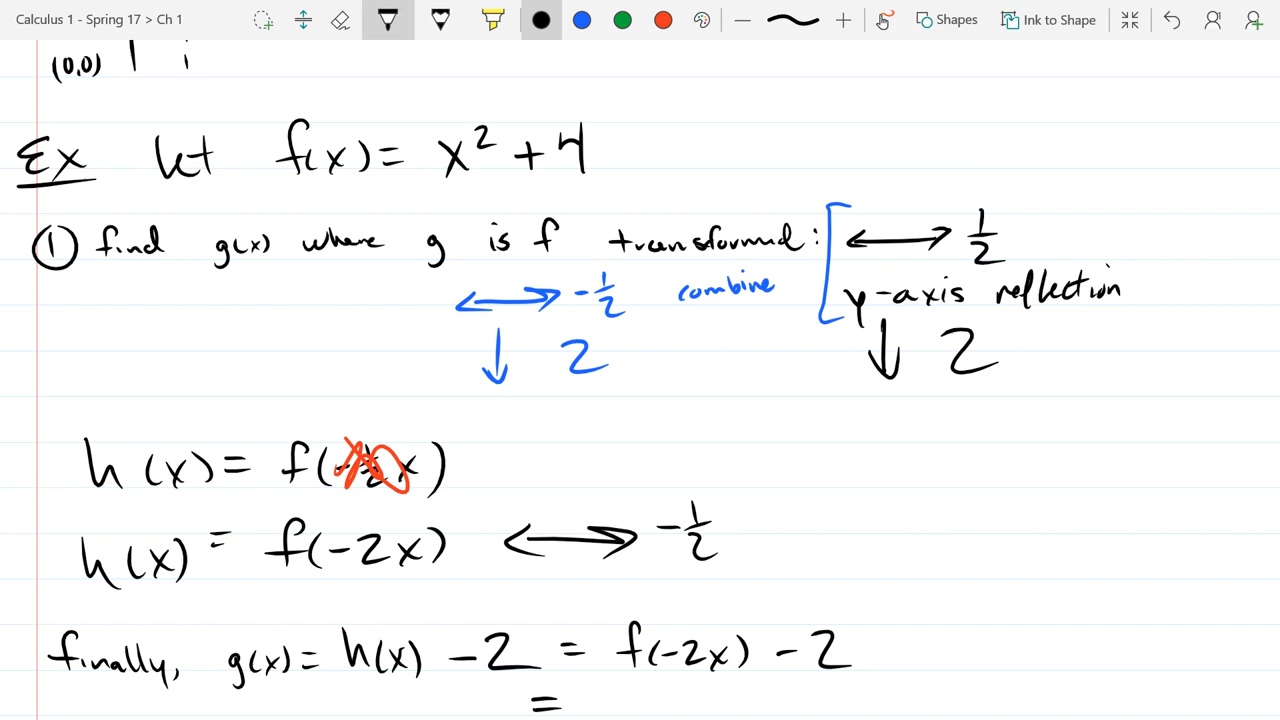 Calculus 1 - Spring 17 > Ch 1
Shapes
Ink to Shape
(0,0)
Ex let f(x) = x² + 4
① find g(x) where g is f transformed: ↔ 1/2
↔ -1/2 combine
y-axis reflection
↓ 2
↓ 2
h(x) = f(-½x)
h(x) = f(-2x) ↔ -1/2
finally, g(x) = h(x) - 2 = f(-2x) - 2
=